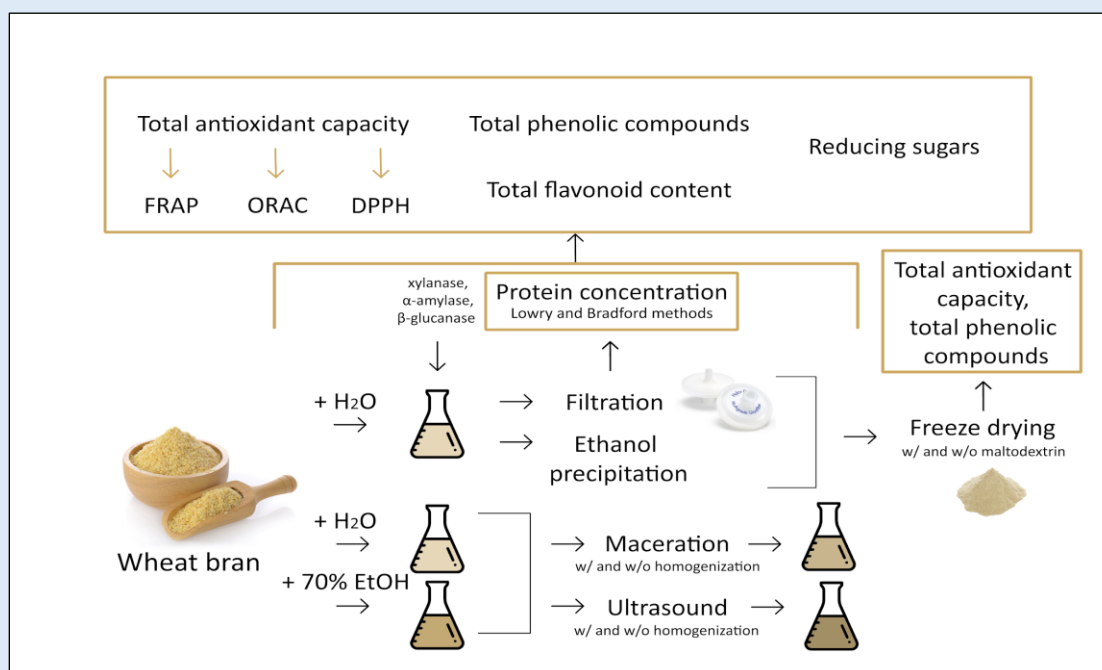 Total antioxidant capacity
FRAP
ORAC
DPPH
Total phenolic compounds
Total flavonoid content
Reducing sugars
xylanase,
α-amylase,
β-glucanase
Protein concentration
Lowry and Bradford methods
Total antioxidant
capacity,
total phenolic
compounds
+ H₂O
Filtration
Ethanol
precipitation
Freeze drying
w/ and w/o maltodextrin
Wheat bran
+ H₂O
+ 70% EtOH
Maceration
w/ and w/o homogenization
Ultrasound
w/ and w/o homogenization